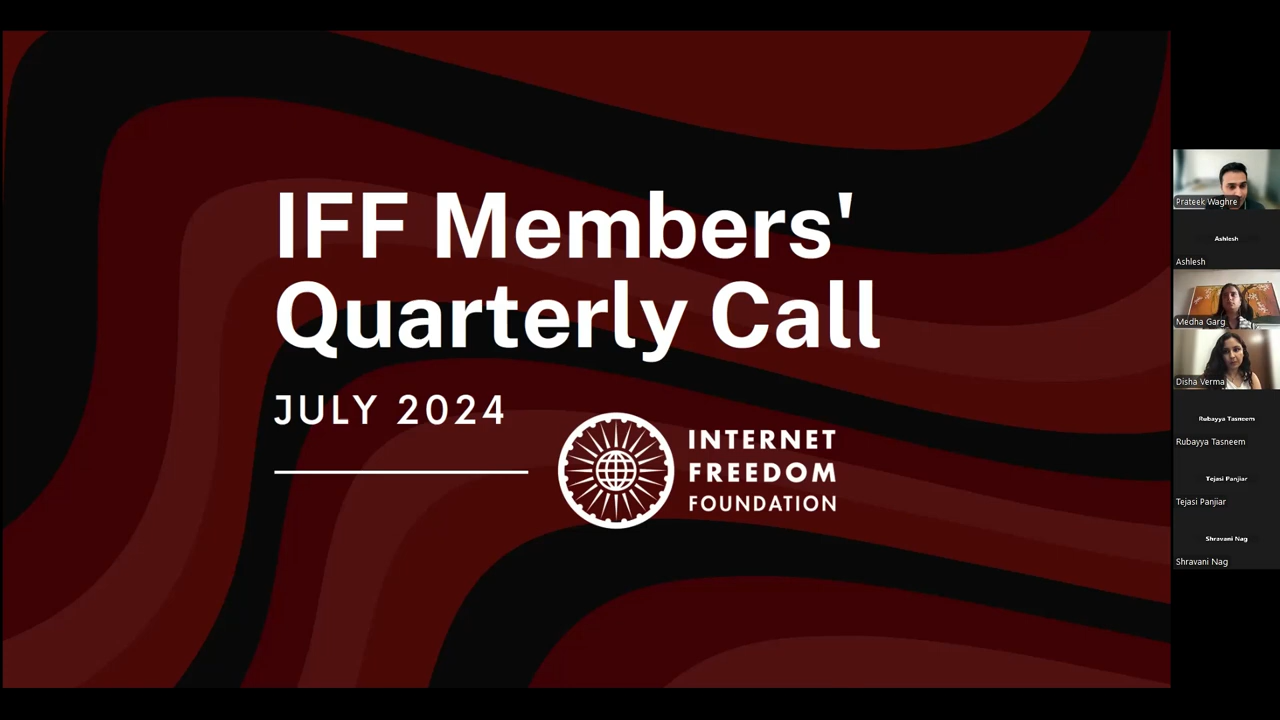 IFF Members'
Quarterly Call
JULY 2024
INTERNET
FREEDOM
FOUNDATION
Prateek Waghre
Ashlesh
Ashlesh
Medha Garg
Disha Verma
Rubayya Tasneem
Rubayya Tasneem
Tejasi Panjiar
Tejasi Panjiar
Shravani Nag
Shravani Nag